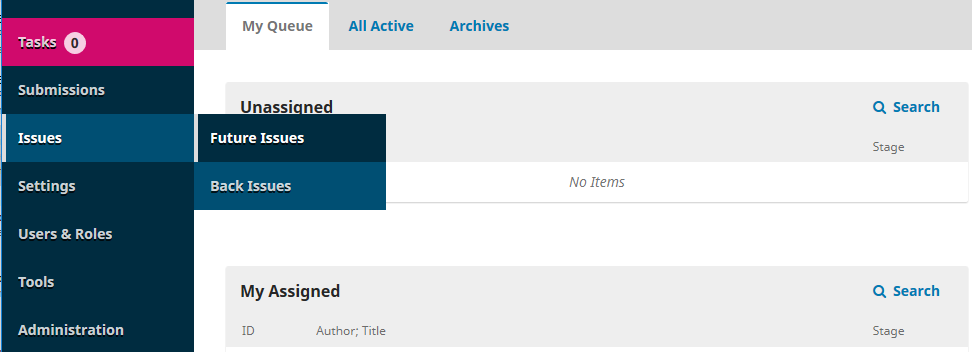 My Queue All Active Archives
Tasks 0
Submissions
Issues
Future Issues
Back Issues
Settings
Users & Roles
Tools
Administration
Unassigned Search
Stage
No Items
My Assigned Search
ID Author; Title Stage